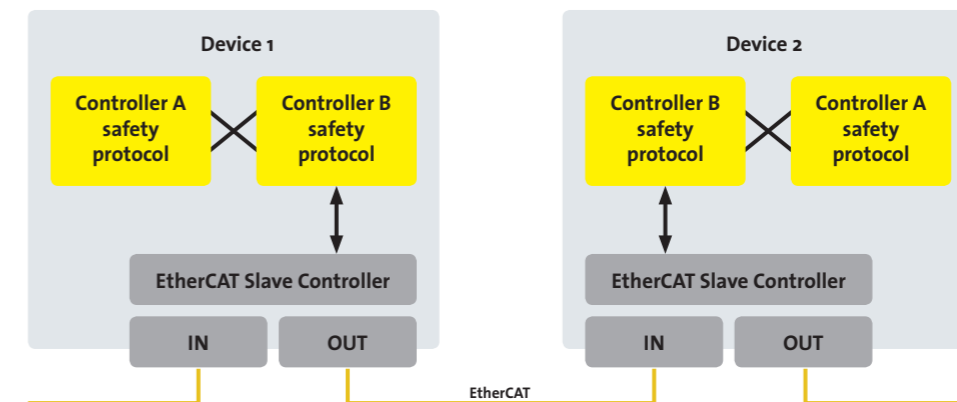 Device 1
Controller A
safety
protocol
Controller B
safety
protocol
EtherCAT Slave Controller
IN
OUT
Device 2
Controller B
safety
protocol
Controller A
safety
protocol
EtherCAT Slave Controller
IN
OUT
EtherCAT